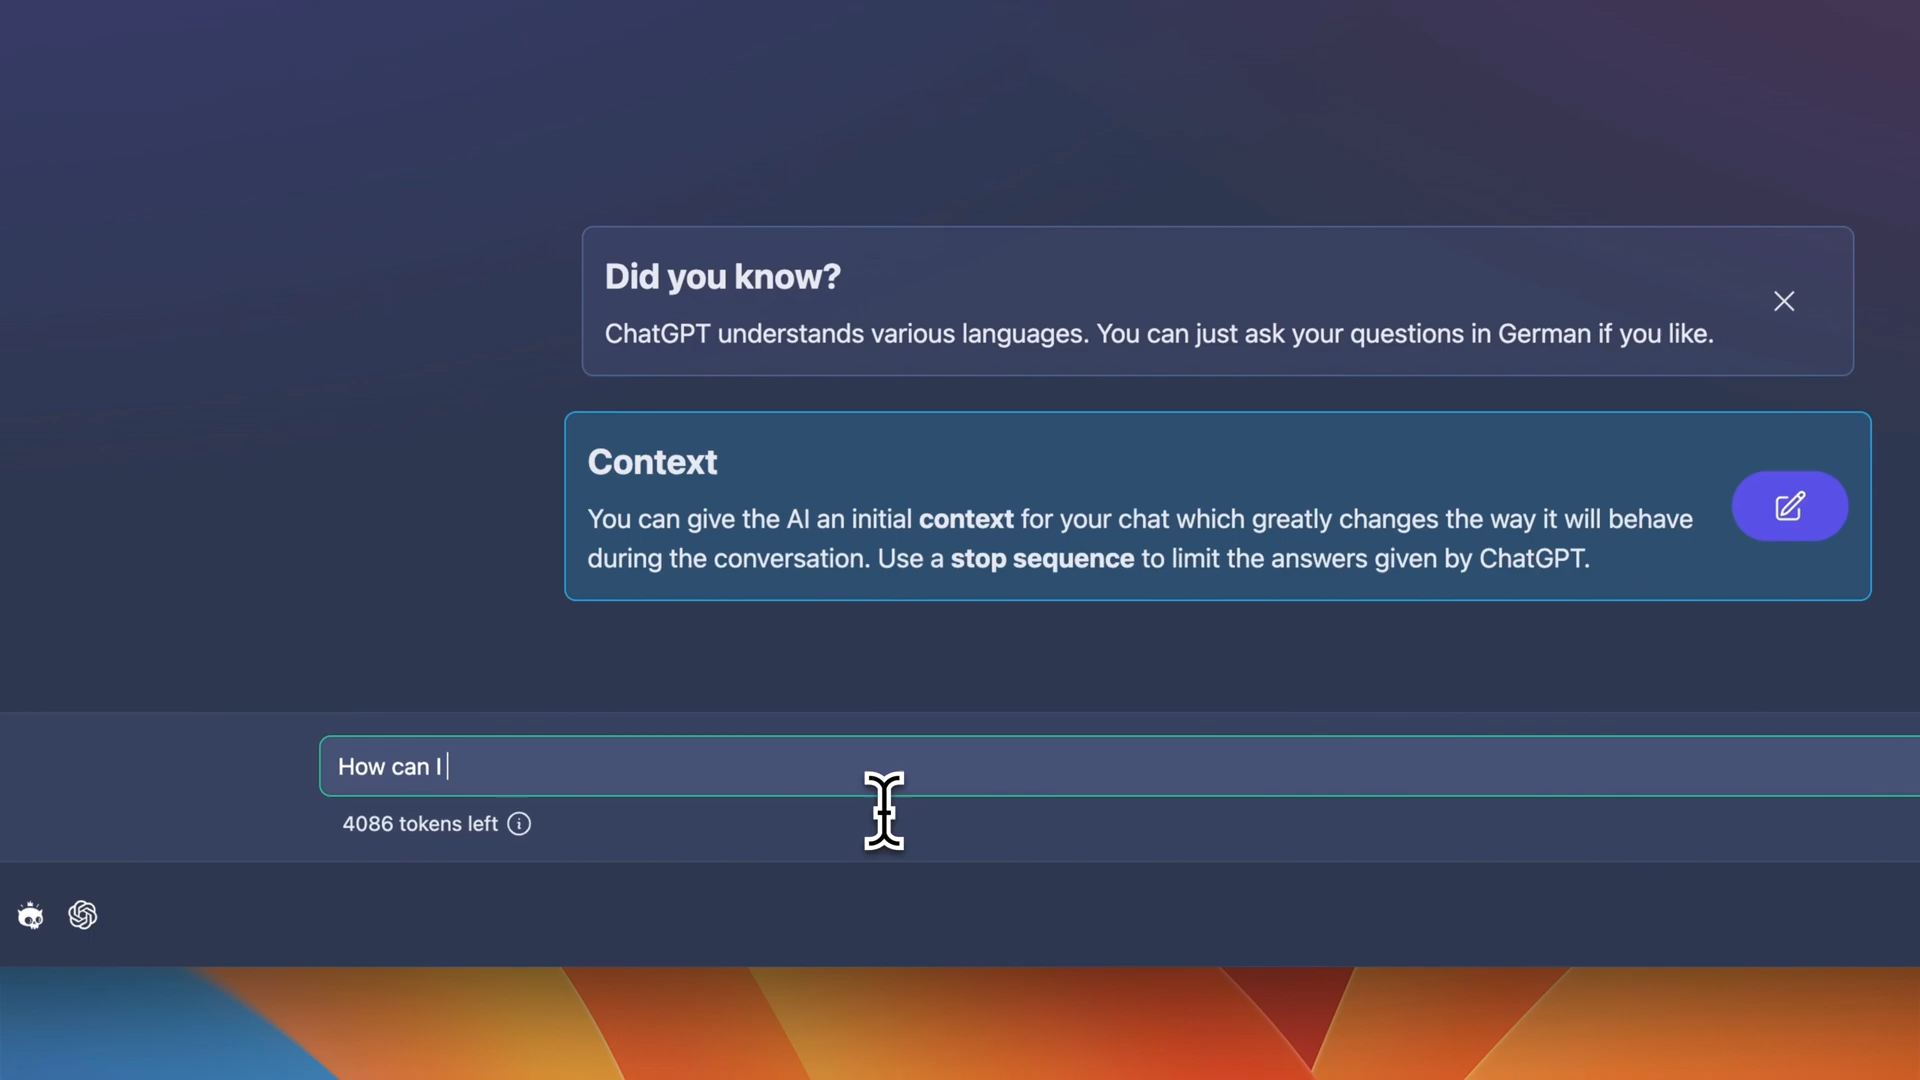 Did you know?
ChatGPT understands various languages. You can just ask your questions in German if you like.
Context
You can give the AI an initial context for your chat which greatly changes the way it will behave
during the conversation. Use a stop sequence to limit the answers given by ChatGPT.
How can I
4086 tokens left